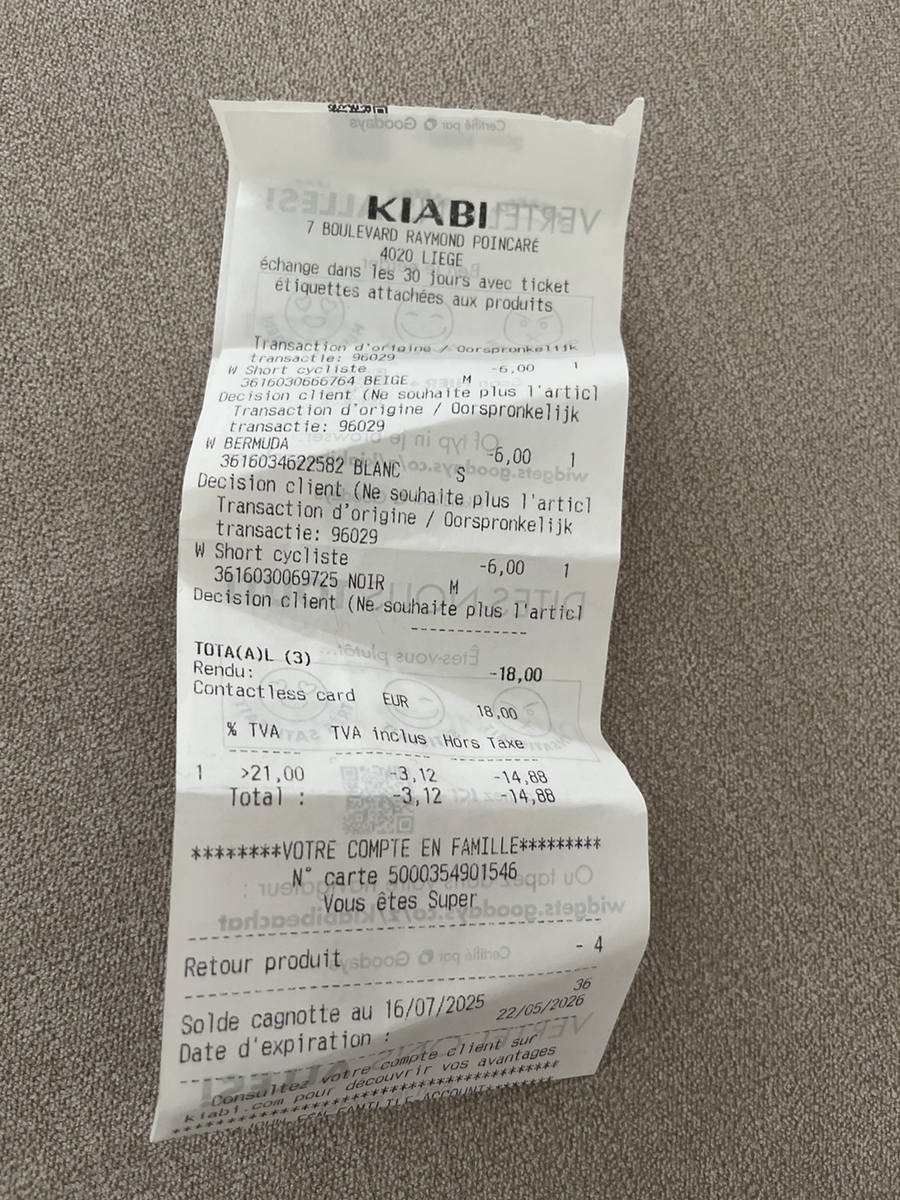 KIABI
7 BOULEVARD RAYMOND POINCARÉ
4020 LIEGE
échange dans les 30 jours avec ticket
étiquettes attachées aux produits
Transaction d'origine / Oorspronkelijk
transactie: 96029
W Short cycliste -6,00 1
3616030666764 BEIGE M
Decision client (Ne souhaite plus l'articl
Transaction d'origine / Oorspronkelijk
transactie: 96029
W BERMUDA -6,00 1
3616034622582 BLANC S
Decision client (Ne souhaite plus l'articl
Transaction d'origine / Oorspronkelijk
transactie: 96029
W Short cycliste -6,00 1
3616030069725 NOIR M
Decision client (Ne souhaite plus l'articl
TOTA(A)L (3) -18,00
Rendu:
Contactless card EUR 18,00
% TVA TVA inclus Hors Taxe
1 >21,00 -3,12 -14,88
Total : -3,12 -14,88
********VOTRE COMPTE EN FAMILLE*********
N° carte 5000354901546
Vous êtes Super
Retour produit - 4
Solde cagnotte au 16/07/2025 36
Date d'expiration : 22/05/2026
Consultez votre compte client sur
kiabi.com pour découvrir vos avantages